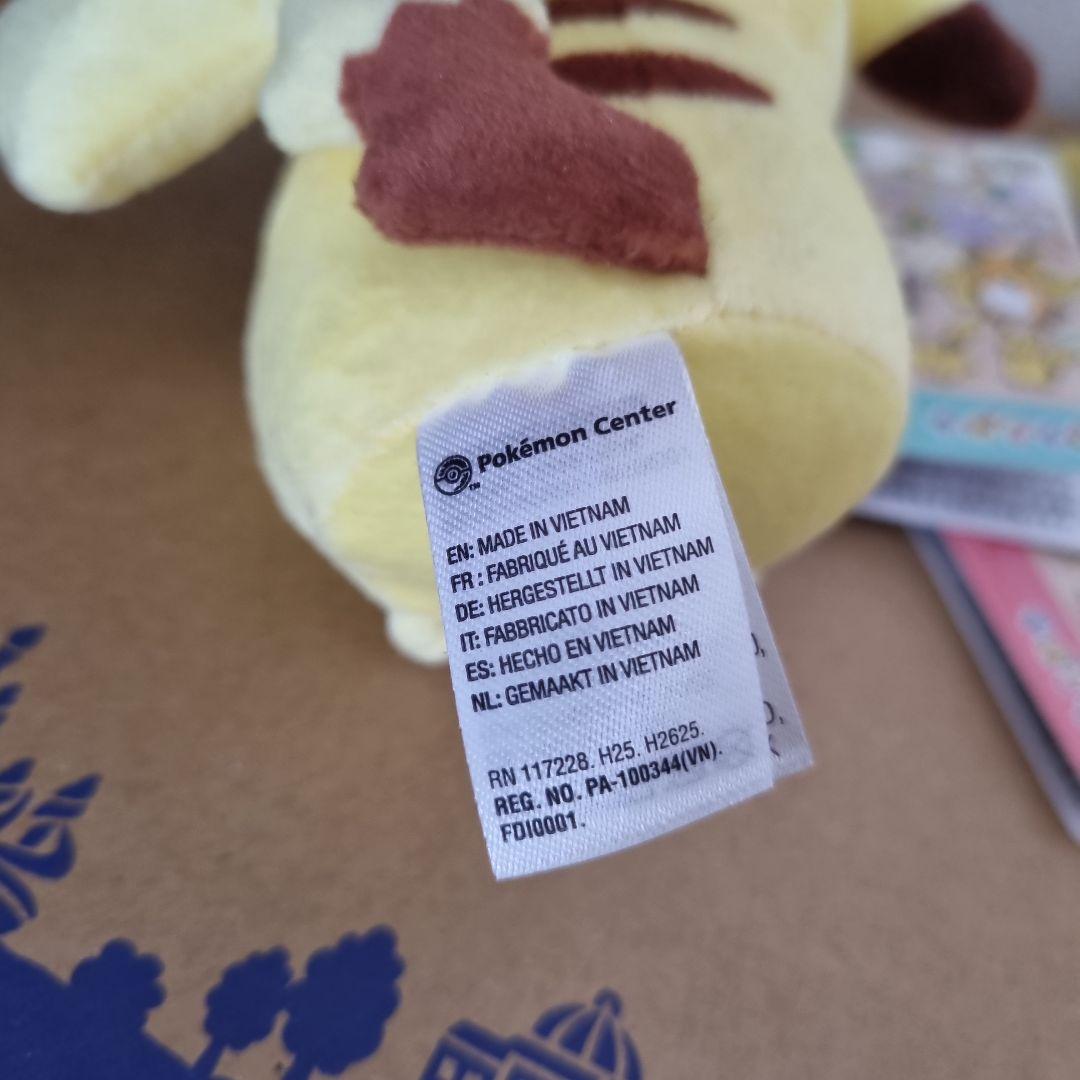 Pokémon Center
TM
EN: MADE IN VIETNAM
FR : FABRIQUÉ AU VIETNAM
DE: HERGESTELLT IN VIETNAM
IT: FABBRICATO IN VIETNAM
ES: HECHO EN VIETNAM
NL: GEMAAKT IN VIETNAM
RN 117228. H25. H2625.
REG. NO. PA-100344(VN).
FDI0001.